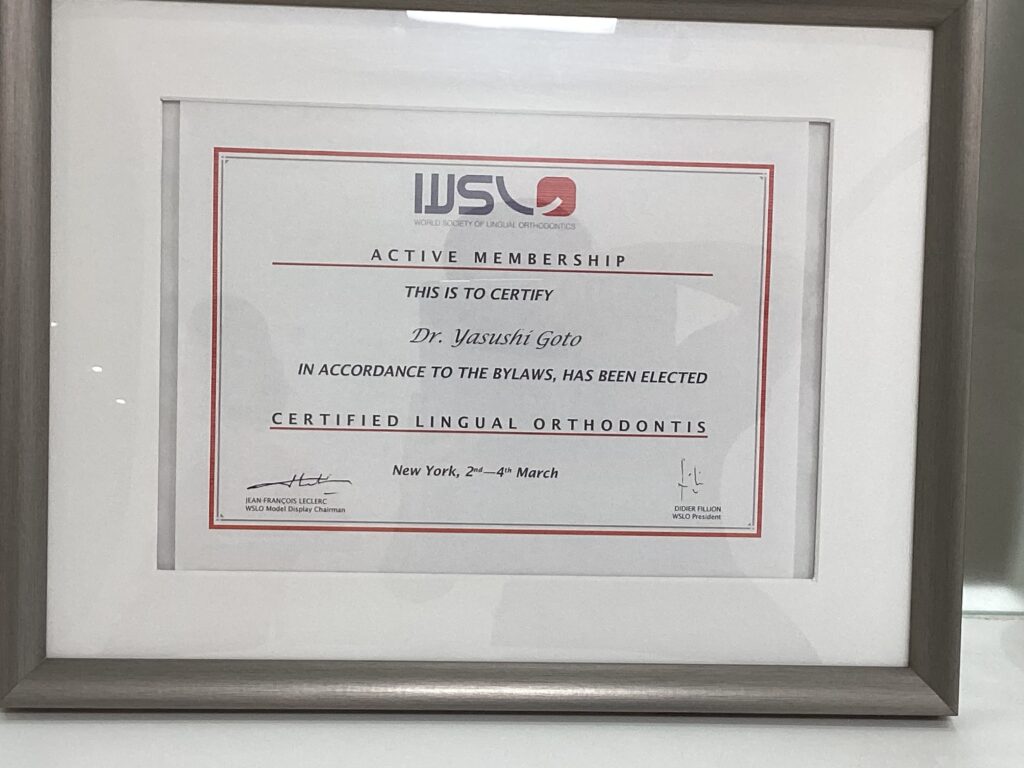 WSLO
WORLD SOCIETY OF LINGUAL ORTHODONTICS
ACTIVE MEMBERSHIP
THIS IS TO CERTIFY
Dr. Yasushi Goto
IN ACCORDANCE TO THE BYLAWS, HAS BEEN ELECTED
CERTIFIED LINGUAL ORTHODONTIS
New York, 2nd—4th March
JEAN-FRANÇOIS LECLERC
WSLO Model Display Chairman
DIDIER FILLION
WSLO President